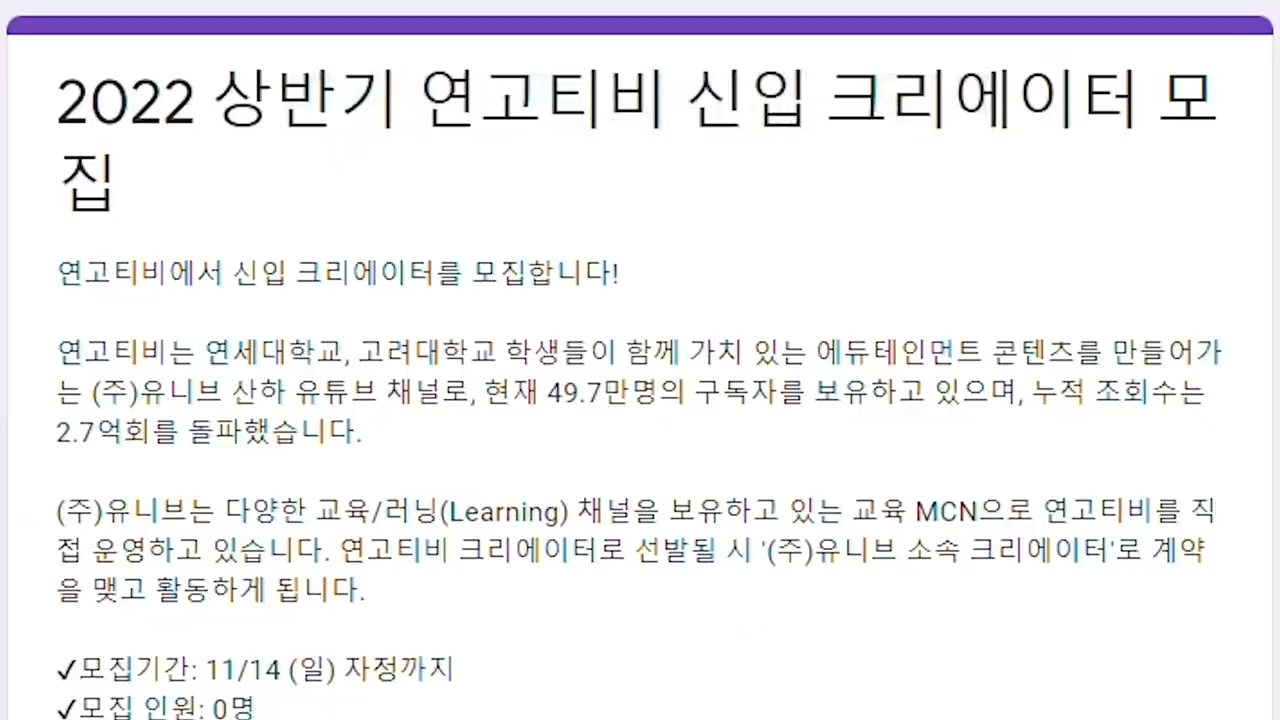 2022 상반기 연고티비 신입 크리에이터 모
집
연고티비에서 신입 크리에이터를 모집합니다!
연고티비는 연세대학교, 고려대학교 학생들이 함께 가치 있는 에듀테인먼트 콘텐츠를 만들어가
는 (주)유니브 산하 유튜브 채널로, 현재 49.7만명의 구독자를 보유하고 있으며, 누적 조회수는
2.7억회를 돌파했습니다.
(주)유니브는 다양한 교육/러닝(Learning) 채널을 보유하고 있는 교육 MCN으로 연고티비를 직
접 운영하고 있습니다. 연고티비 크리에이터로 선발될 시 '(주)유니브 소속 크리에이터'로 계약
을 맺고 활동하게 됩니다.
✓모집기간: 11/14 (일) 자정까지
✓모집 인원: 0명